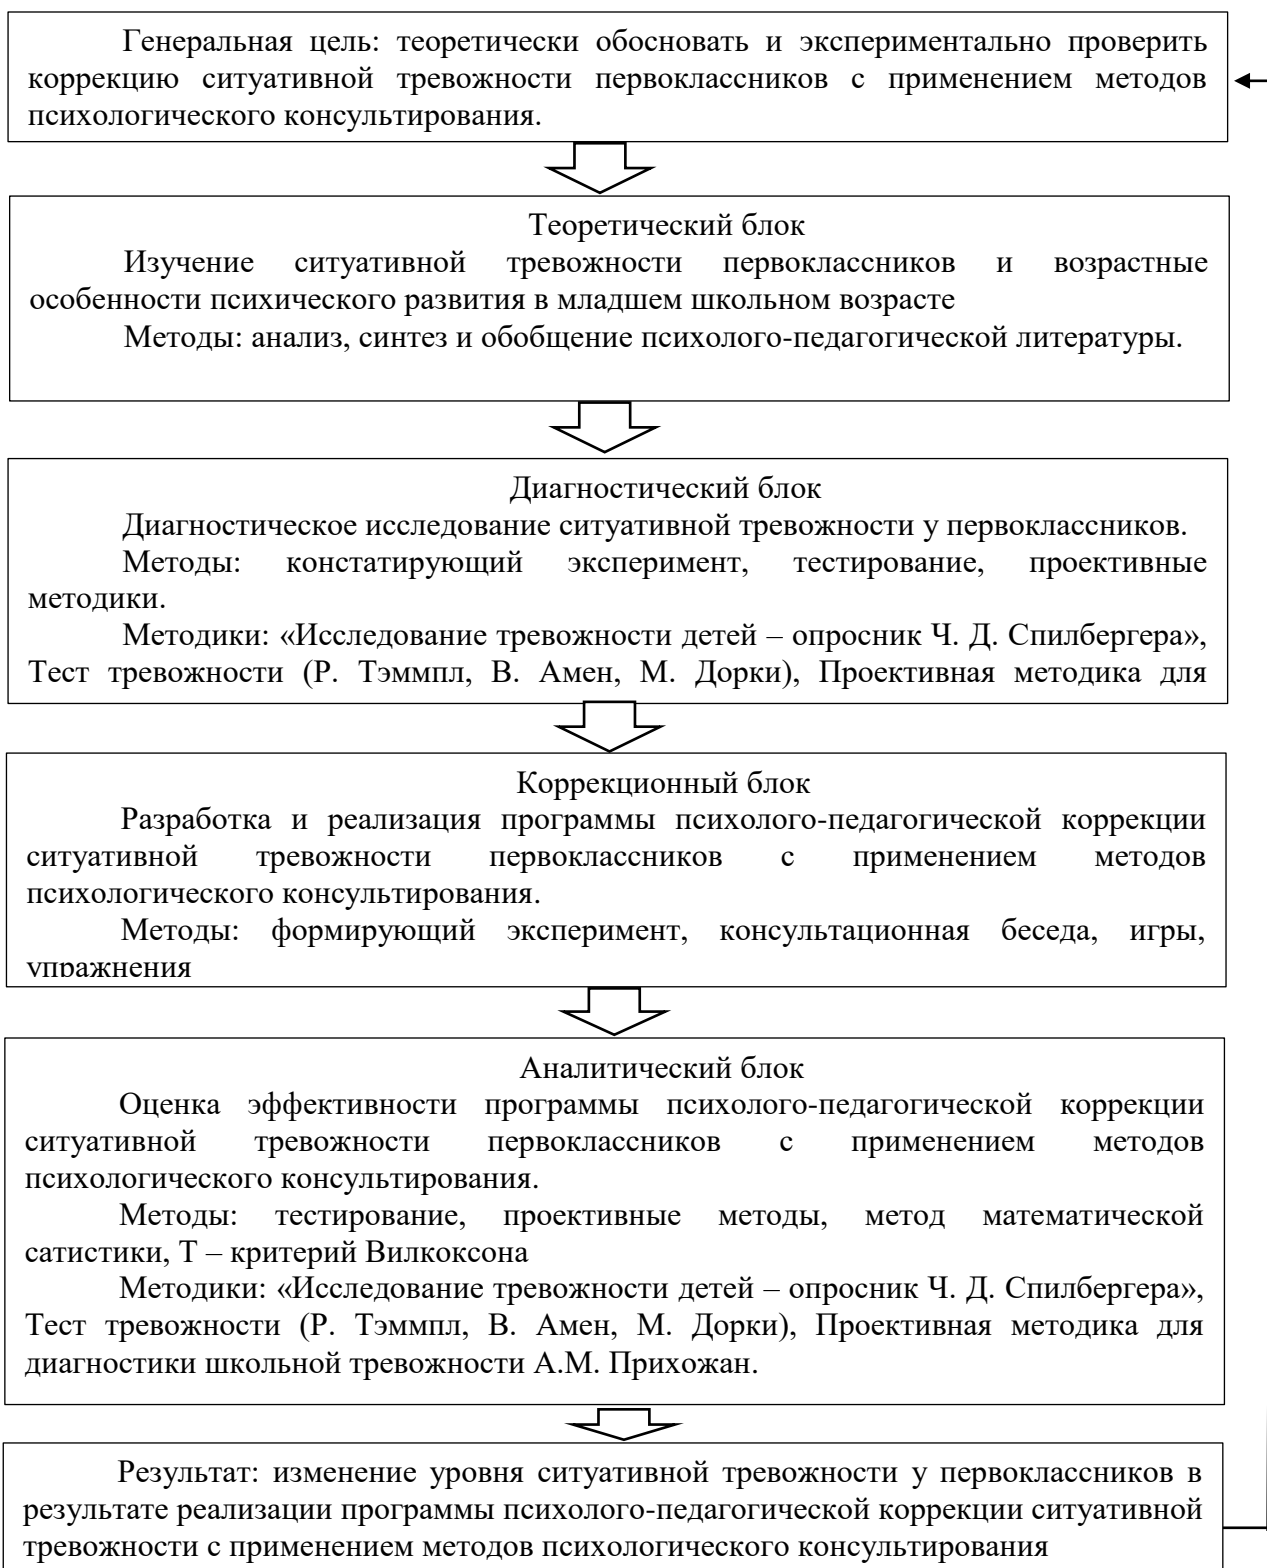 Генеральная цель: теоретически обосновать и экспериментально проверить
коррекцию ситуативной тревожности первоклассников с применением методов
психологического консультирования.
Теоретический блок
Изучение ситуативной тревожности первоклассников и возрастные
особенности психического развития в младшем школьном возрасте
Методы: анализ, синтез и обобщение психолого-педагогической литературы.
Диагностический блок
Диагностическое исследование ситуативной тревожности у первоклассников.
Методы: констатирующий эксперимент, тестирование, проективные
методики.
Методики: «Исследование тревожности детей – опросник Ч. Д. Спилбергера»,
Тест тревожности (Р. Тэммпл, В. Амен, М. Дорки), Проективная методика для
Коррекционный блок
Разработка и реализация программы психолого-педагогической коррекции
ситуативной тревожности первоклассников с применением методов
психологического консультирования.
Методы: формирующий эксперимент, консультационная беседа, игры,
упражнения
Аналитический блок
Оценка эффективности программы психолого-педагогической коррекции
ситуативной тревожности первоклассников с применением методов
психологического консультирования.
Методы: тестирование, проективные методы, метод математической
сатистики, Т – критерий Вилкоксона
Методики: «Исследование тревожности детей – опросник Ч. Д. Спилбергера»,
Тест тревожности (Р. Тэммпл, В. Амен, М. Дорки), Проективная методика для
диагностики школьной тревожности А.М. Прихожан.
Результат: изменение уровня ситуативной тревожности у первоклассников в
результате реализации программы психолого-педагогической коррекции ситуативной
тревожности с применением методов психологического консультирования